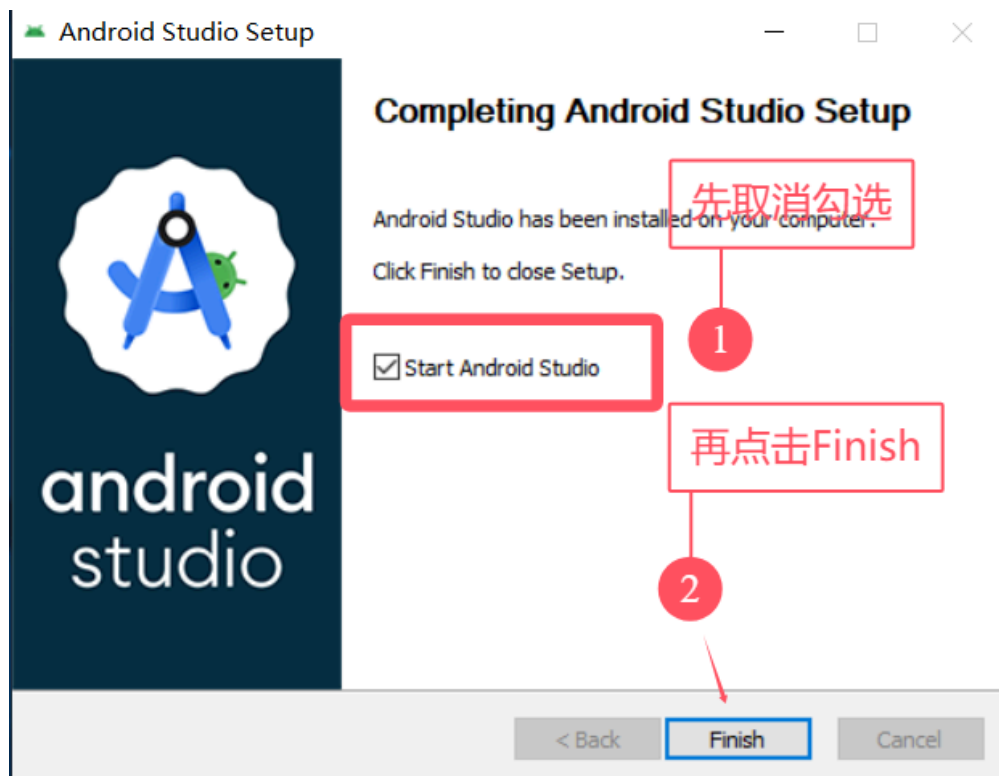 Android Studio Setup
Completing Android Studio Setup
先取消勾选
Android Studio has been installed on your computer.
Click Finish to close Setup.
1
Start Android Studio
再点击Finish
android
studio
2
< Back
Finish
Cancel